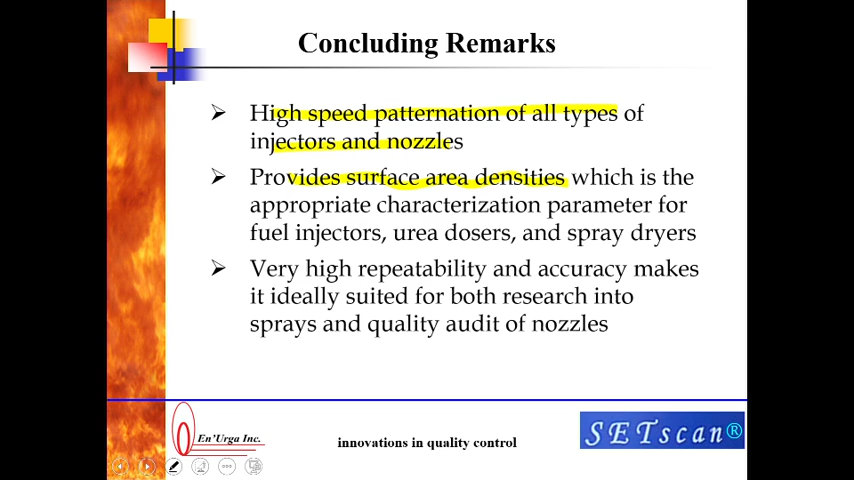 Concluding Remarks
High speed patternation of all types of
injectors and nozzles
Provides surface area densities which is the
appropriate characterization parameter for
fuel injectors, urea dosers, and spray dryers
Very high repeatability and accuracy makes
it ideally suited for both research into
sprays and quality audit of nozzles
En'Urga Inc.
innovations in quality control
SETscan®